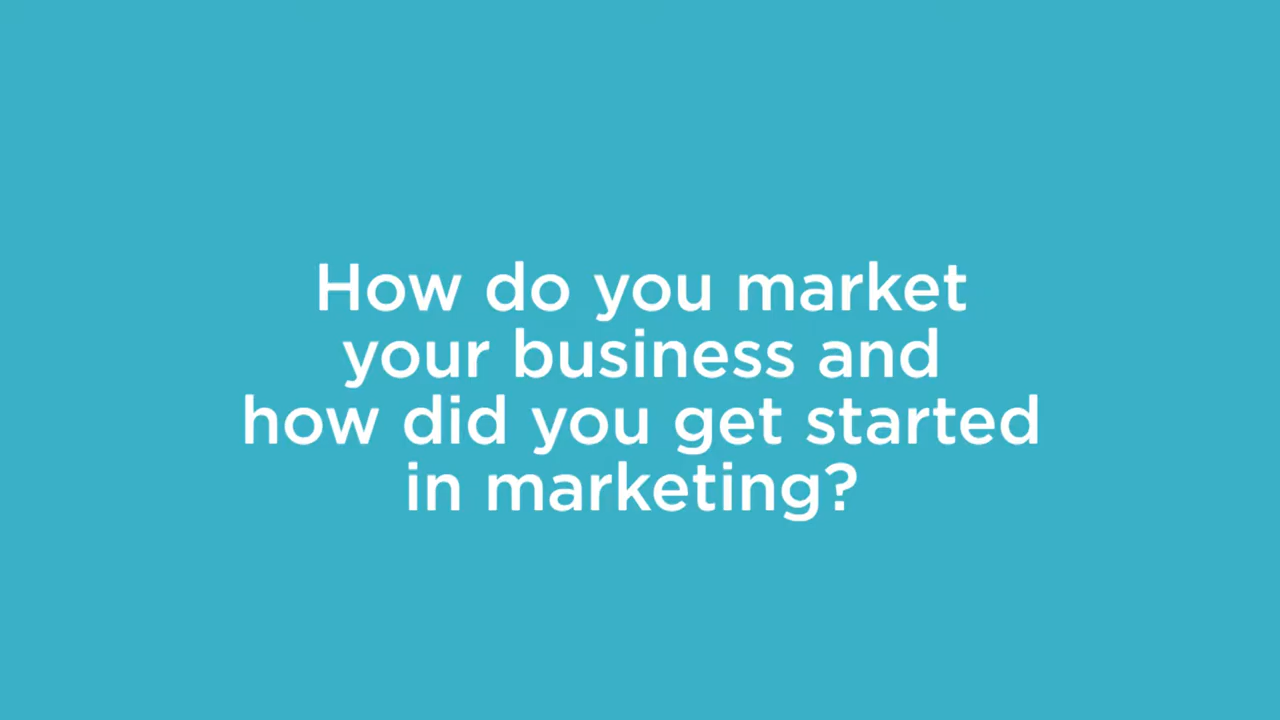 How do you market
your business and
how did you get started
in marketing?